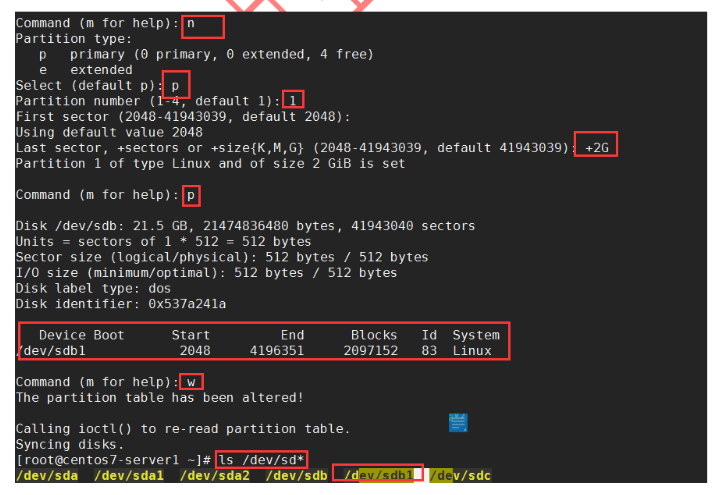 Command (m for help): n
Partition type:
   p   primary (0 primary, 0 extended, 4 free)
   e   extended
Select (default p): p
Partition number (1-4, default 1): 1
First sector (2048-41943039, default 2048):
Using default value 2048
Last sector, +sectors or +size{K,M,G} (2048-41943039, default 41943039): +2G
Partition 1 of type Linux and of size 2 GiB is set
Command (m for help): p
Disk /dev/sdb: 21.5 GB, 21474836480 bytes, 41943040 sectors
Units = sectors of 1 * 512 = 512 bytes
Sector size (logical/physical): 512 bytes / 512 bytes
I/O size (minimum/optimal): 512 bytes / 512 bytes
Disk label type: dos
Disk identifier: 0x537a241a
   Device Boot      Start         End      Blocks   Id  System
/dev/sdb1            2048     4196351     2097152   83  Linux
Command (m for help): w
The partition table has been altered!
Calling ioctl() to re-read partition table.
Syncing disks.
[root@centos7-server1 ~]# ls /dev/sd*
/dev/sda  /dev/sda1  /dev/sda2  /dev/sdb  /dev/sdb1  /dev/sdc